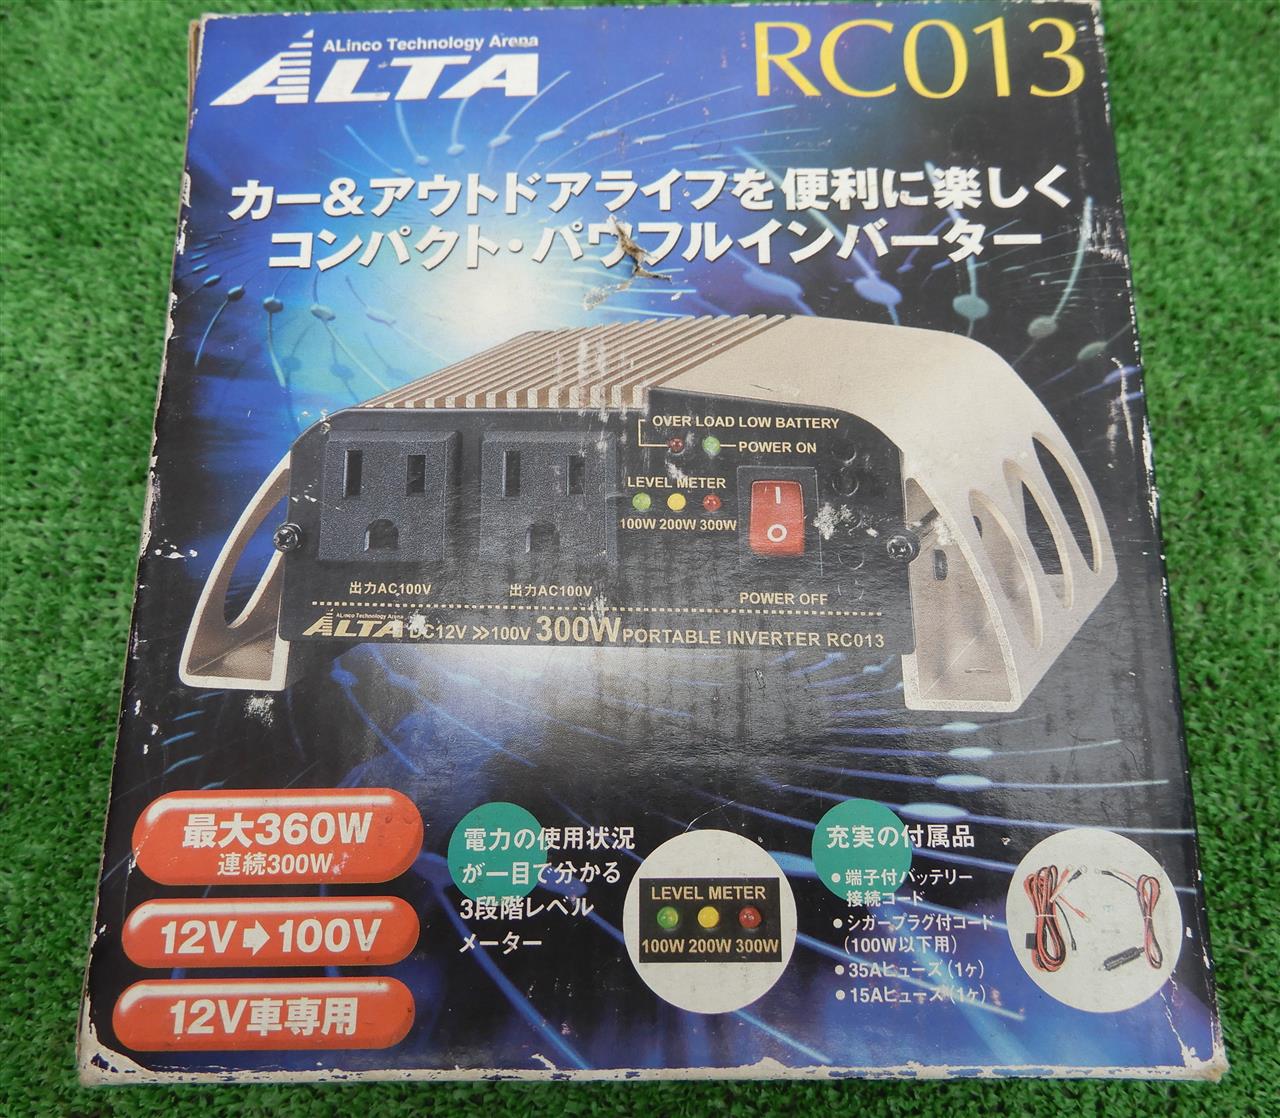 ALinco Technology Arena
ALTA
RC013
カー&アウトドアライフを便利に楽しく
コンパクト・パワフルインバーター
OVER LOAD LOW BATTERY
POWER ON
LEVEL METER
100W 200W 300W
POWER OFF
出力AC100V
出力AC100V
ALinco Technology Arena
ALTA DC12V ≫100V 300W PORTABLE INVERTER RC013
最大360W
連続300W
12V➡100V
12V車専用
電力の使用状況
が一目で分かる
3段階レベル
メーター
LEVEL METER
100W 200W 300W
充実の付属品
●端子付バッテリー
接続コード
●シガープラグ付コード
(100W以下用)
●35Aヒューズ(1ヶ)
●15Aヒューズ(1ヶ)